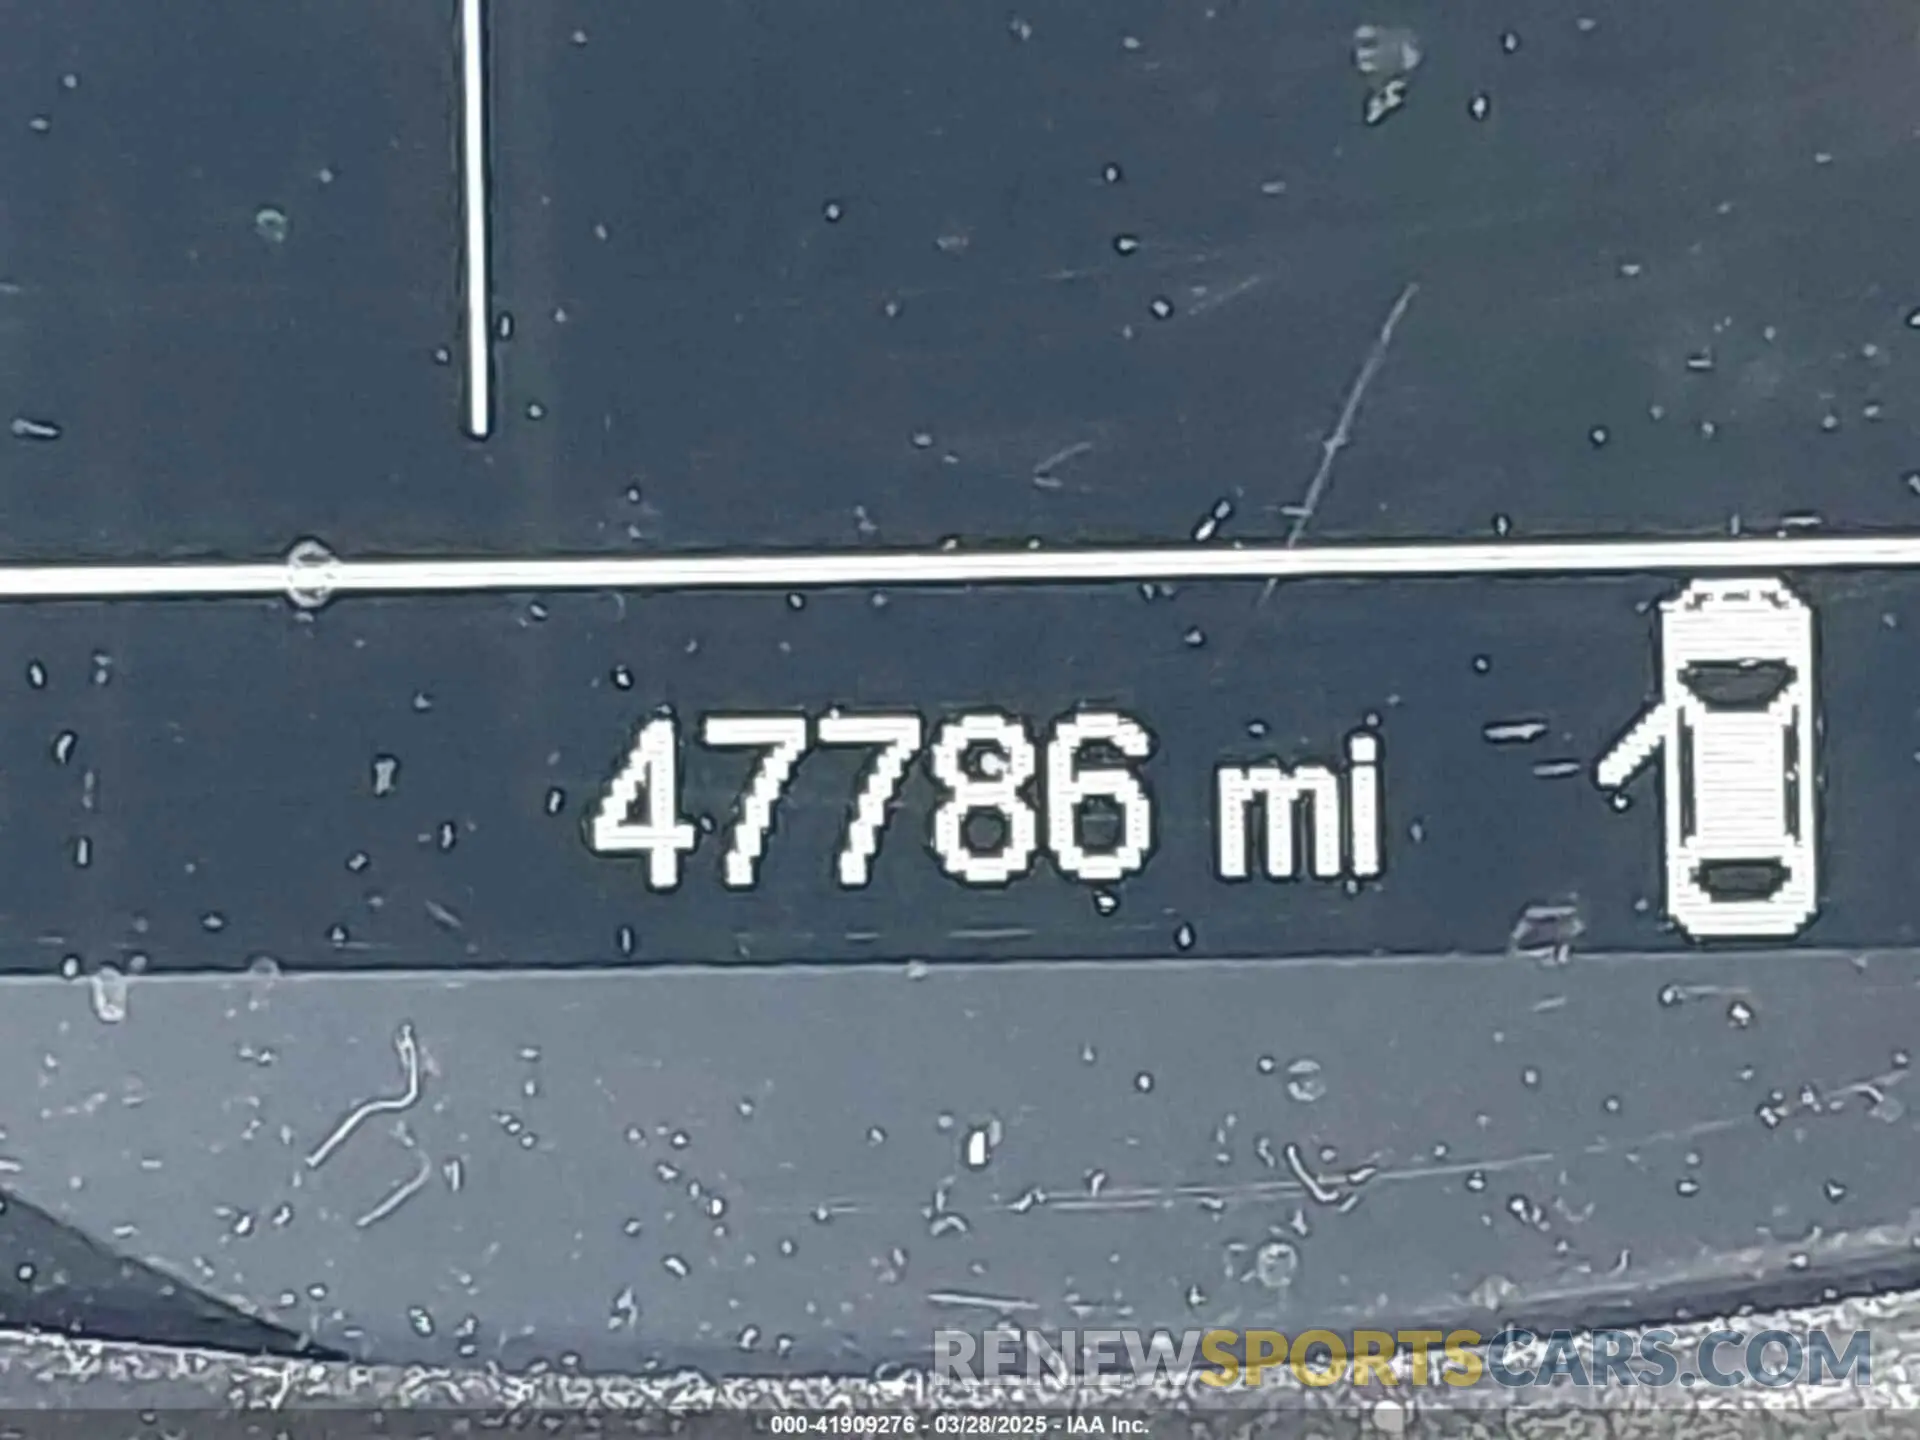 47786 mi
RENEWSPORTSCARS.COM
000-41909276 - 03/28/2025 - IAA Inc.